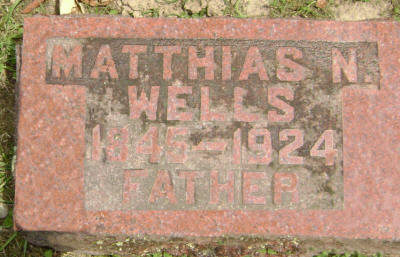 MATTHIAS N.
WELLS
1845-1924
FATHER